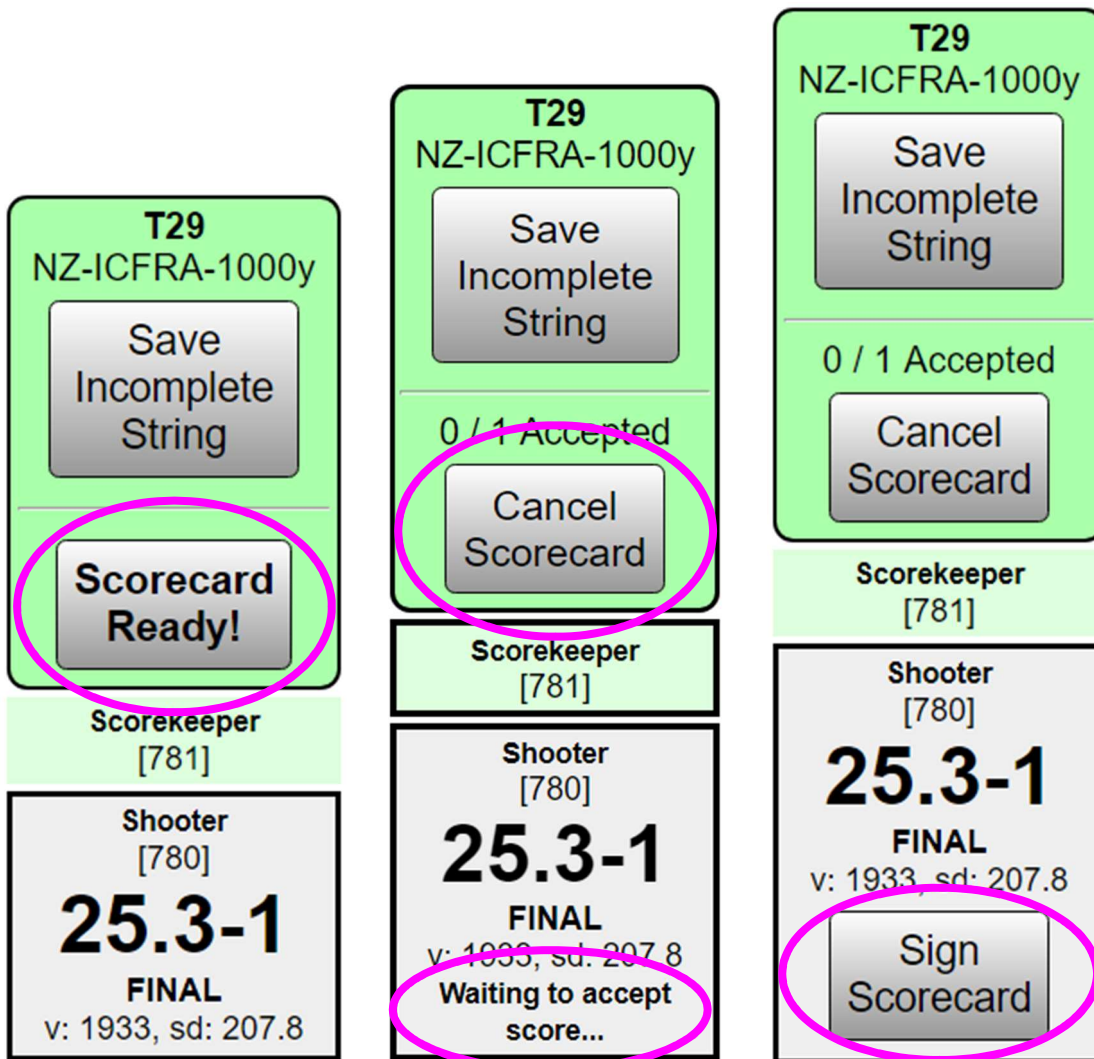 T29
NZ-ICFRA-1000y
Save
Incomplete
String
Scorecard
Ready!
Scorekeeper
[781]
Shooter
[780]
25.3-1
FINAL
v: 1933, sd: 207.8
T29
NZ-ICFRA-1000y
Save
Incomplete
String
0 / 1 Accepted
Cancel
Scorecard
Scorekeeper
[781]
Shooter
[780]
25.3-1
FINAL
v: 1933, sd: 207.8
Waiting to accept
score...
T29
NZ-ICFRA-1000y
Save
Incomplete
String
0 / 1 Accepted
Cancel
Scorecard
Scorekeeper
[781]
Shooter
[780]
25.3-1
FINAL
v: 1933, sd: 207.8
Sign
Scorecard